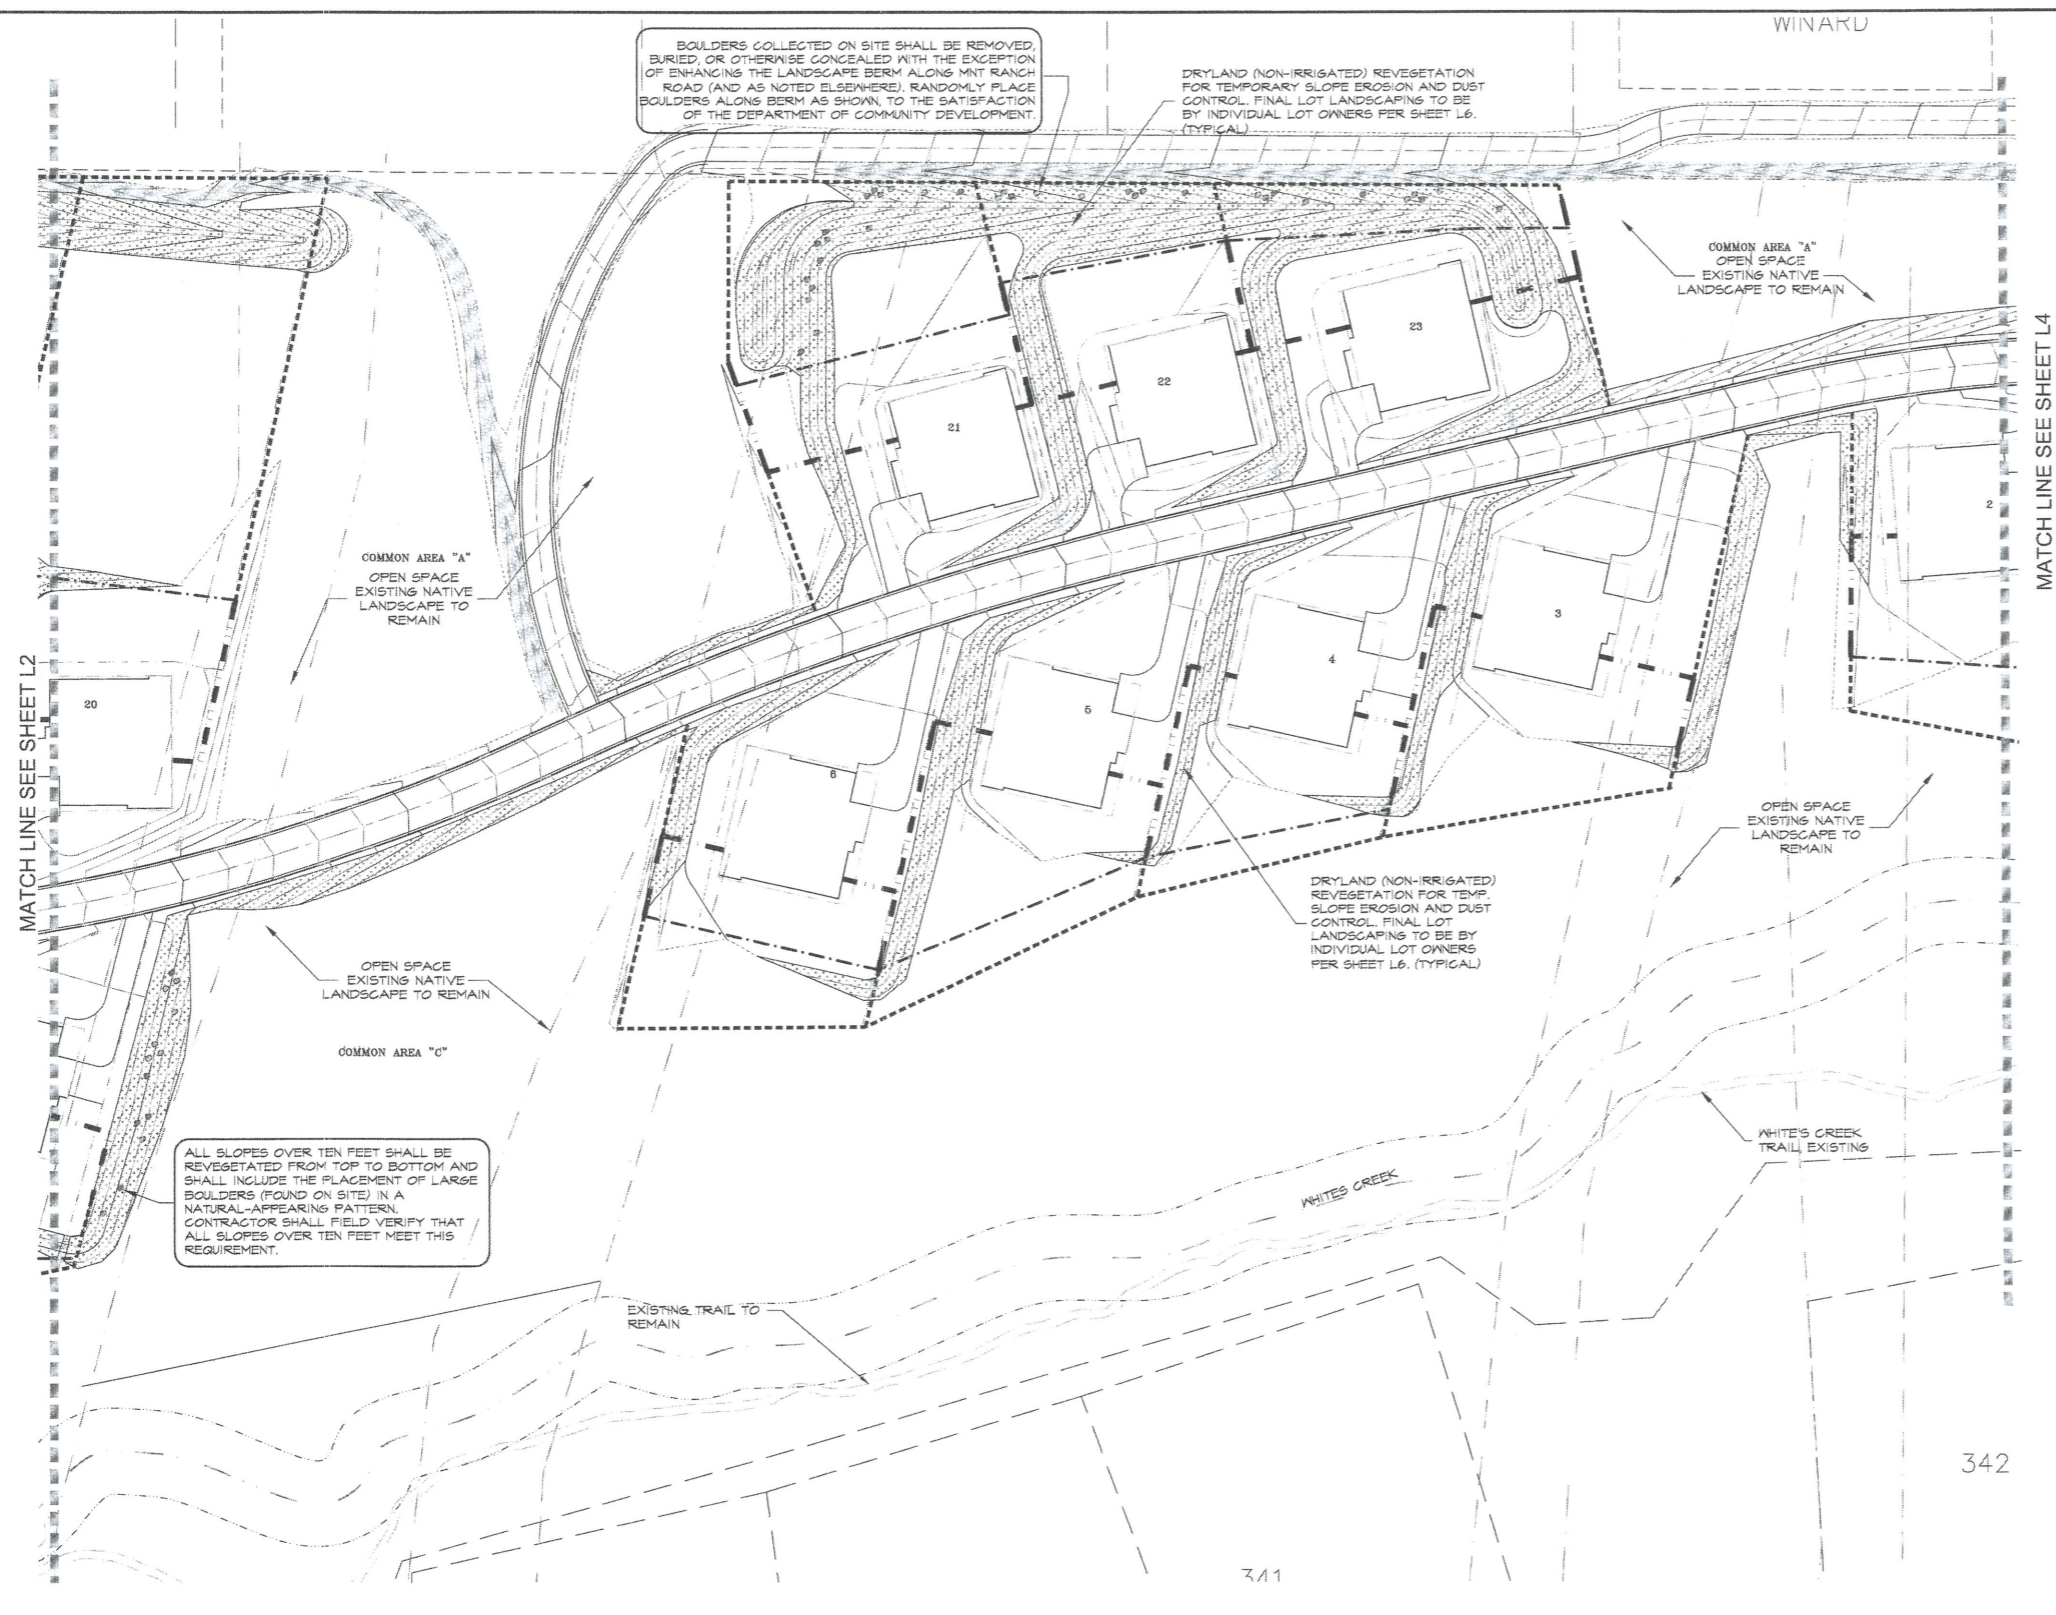 WINARD
BOULDERS COLLECTED ON SITE SHALL BE REMOVED,
BURIED, OR OTHERWISE CONCEALED WITH THE EXCEPTION
OF ENHANCING THE LANDSCAPE BERM ALONG MNT RANCH
ROAD (AND AS NOTED ELSEWHERE). RANDOMLY PLACE
BOULDERS ALONG BERM AS SHOWN, TO THE SATISFACTION
OF THE DEPARTMENT OF COMMUNITY DEVELOPMENT.
DRYLAND (NON-IRRIGATED) REVEGETATION
FOR TEMPORARY SLOPE EROSION AND DUST
CONTROL. FINAL LOT LANDSCAPING TO BE
BY INDIVIDUAL LOT OWNERS PER SHEET L6.
(TYPICAL)
COMMON AREA "A"
OPEN SPACE
EXISTING NATIVE
LANDSCAPE TO REMAIN
MATCH LINE SEE SHEET L4
23
22
21
2
COMMON AREA "A"
OPEN SPACE
EXISTING NATIVE
LANDSCAPE TO
REMAIN
3
4
5
6
20
MATCH LINE SEE SHEET L2
OPEN SPACE
EXISTING NATIVE
LANDSCAPE TO
REMAIN
DRYLAND (NON-IRRIGATED)
REVEGETATION FOR TEMP.
SLOPE EROSION AND DUST
CONTROL. FINAL LOT
LANDSCAPING TO BE BY
INDIVIDUAL LOT OWNERS
PER SHEET L6. (TYPICAL)
OPEN SPACE
EXISTING NATIVE
LANDSCAPE TO REMAIN
COMMON AREA "C"
ALL SLOPES OVER TEN FEET SHALL BE
REVEGETATED FROM TOP TO BOTTOM AND
SHALL INCLUDE THE PLACEMENT OF LARGE
BOULDERS (FOUND ON SITE) IN A
NATURAL-APPEARING PATTERN.
CONTRACTOR SHALL FIELD VERIFY THAT
ALL SLOPES OVER TEN FEET MEET THIS
REQUIREMENT.
WHITE'S CREEK
TRAIL EXISTING
WHITES CREEK
EXISTING TRAIL TO
REMAIN
342
341